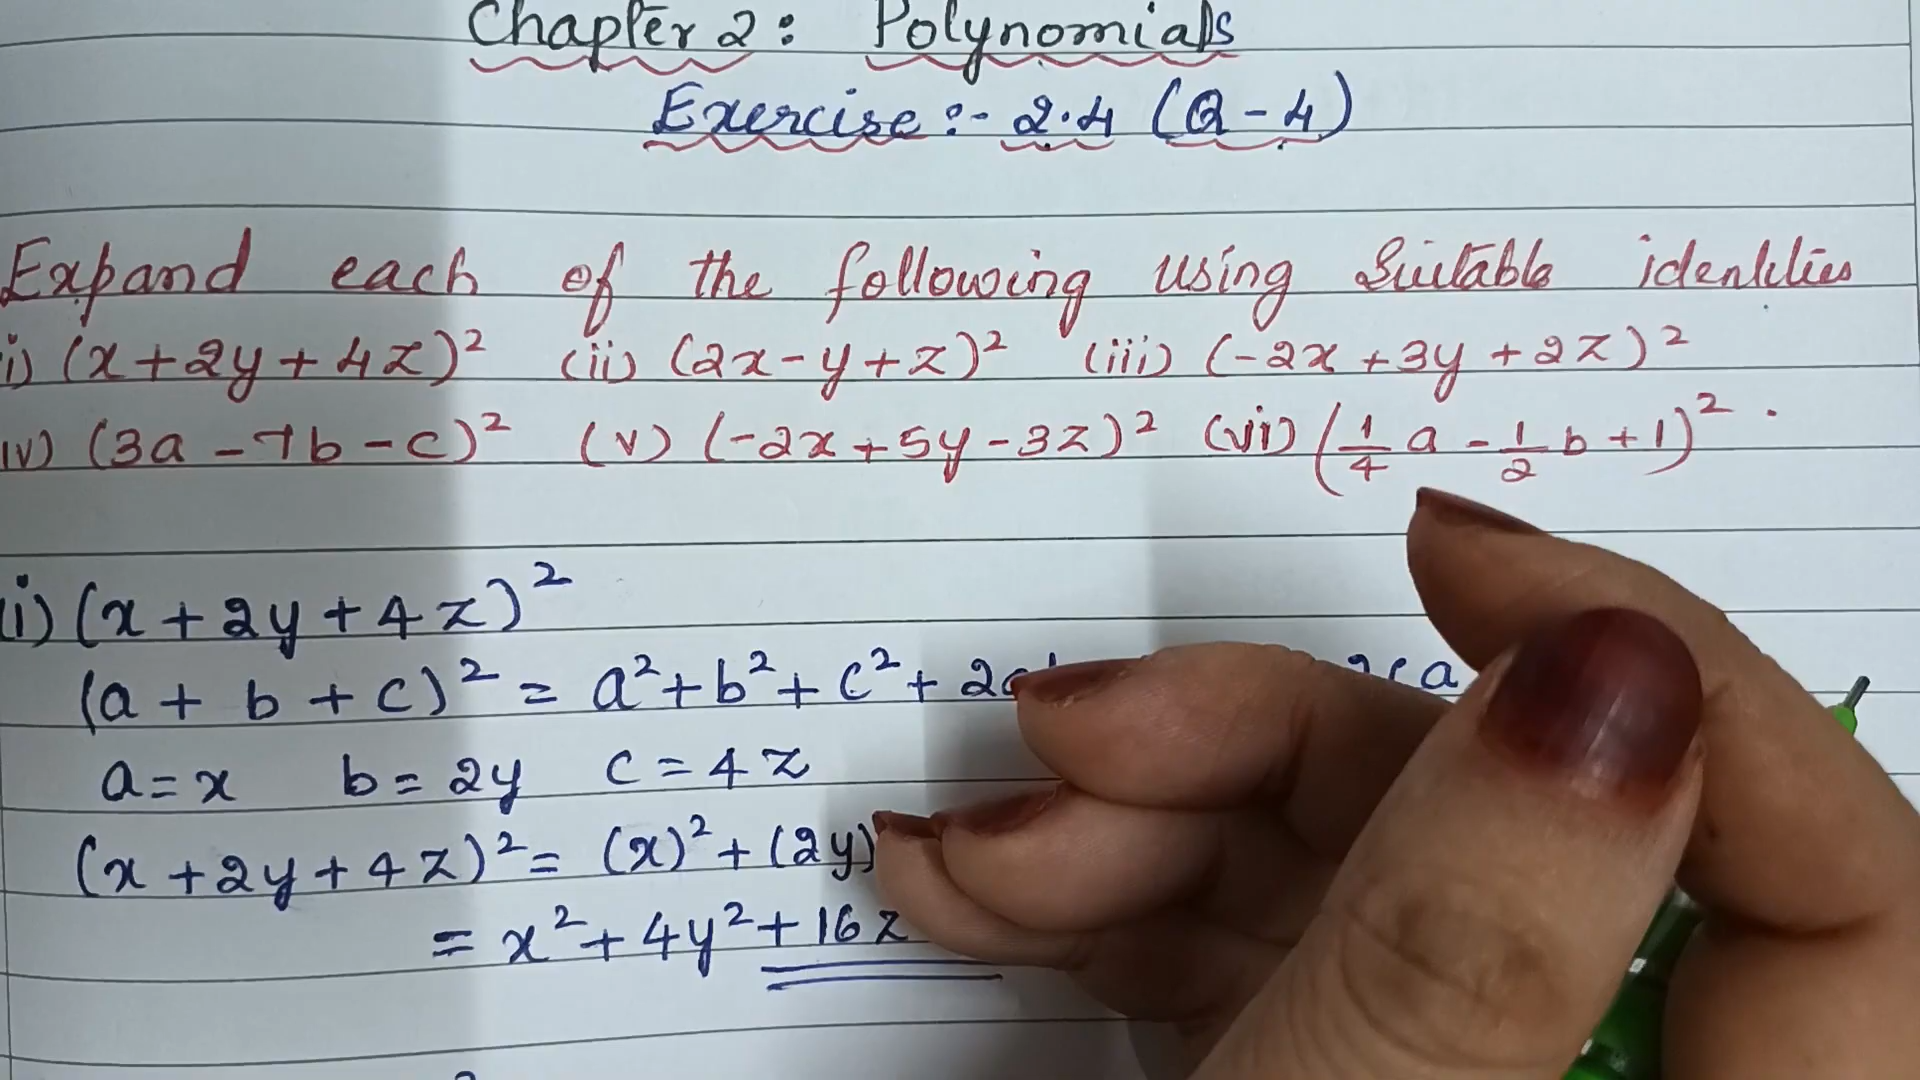 Chapter 2: Polynomials
Exercise:- 2.4 (Q-4)
Expand each of the following using Suitable identities
i) (x+2y+4z)² (ii) (2x-y+z)² (iii) (-2x+3y+2z)²
iv) (3a-7b-c)² (v) (-2x+5y-3z)² (vi) (1/4 a - 1/2 b + 1)².
(i) (x+2y+4z)²
(a + b + c)² = a²+b²+c²+ 2a 2ca
a=x b=2y c=4z
(x+2y+4z)² = (x)²+(2y)
= x²+4y²+16z